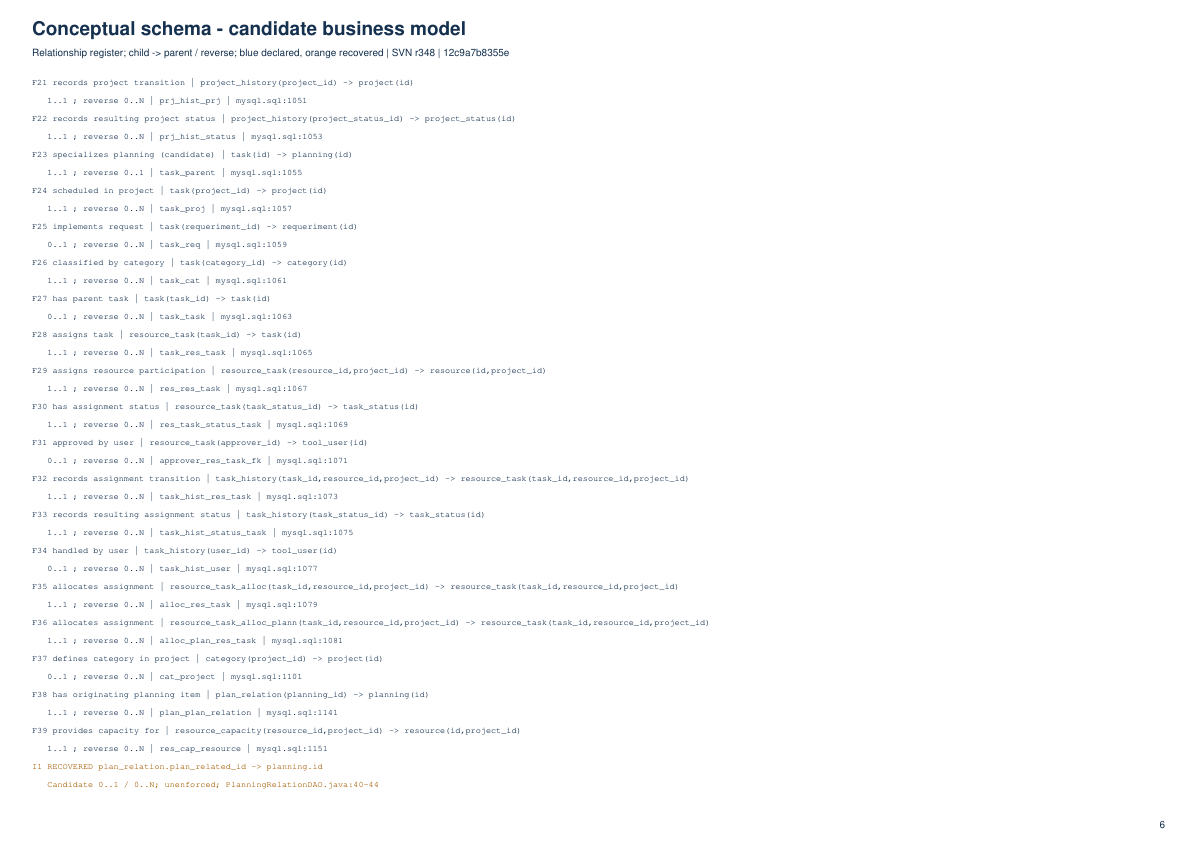 Conceptual schema - candidate business model
Relationship register; child -> parent / reverse; blue declared, orange recovered | SVN r348 | 12c9a7b8355e
F21 records project transition | project_history(project_id) -> project(id)
1..1 ; reverse 0..N | prj_hist_prj | mysql.sql:1051
F22 records resulting project status | project_history(project_status_id) -> project_status(id)
1..1 ; reverse 0..N | prj_hist_status | mysql.sql:1053
F23 specializes planning (candidate) | task(id) -> planning(id)
1..1 ; reverse 0..1 | task_parent | mysql.sql:1055
F24 scheduled in project | task(project_id) -> project(id)
1..1 ; reverse 0..N | task_proj | mysql.sql:1057
F25 implements request | task(requeriment_id) -> requeriment(id)
0..1 ; reverse 0..N | task_req | mysql.sql:1059
F26 classified by category | task(category_id) -> category(id)
1..1 ; reverse 0..N | task_cat | mysql.sql:1061
F27 has parent task | task(task_id) -> task(id)
0..1 ; reverse 0..N | task_task | mysql.sql:1063
F28 assigns task | resource_task(task_id) -> task(id)
1..1 ; reverse 0..N | task_res_task | mysql.sql:1065
F29 assigns resource participation | resource_task(resource_id,project_id) -> resource(id,project_id)
1..1 ; reverse 0..N | res_res_task | mysql.sql:1067
F30 has assignment status | resource_task(task_status_id) -> task_status(id)
1..1 ; reverse 0..N | res_task_status_task | mysql.sql:1069
F31 approved by user | resource_task(approver_id) -> tool_user(id)
0..1 ; reverse 0..N | approver_res_task_fk | mysql.sql:1071
F32 records assignment transition | task_history(task_id,resource_id,project_id) -> resource_task(task_id,resource_id,project_id)
1..1 ; reverse 0..N | task_hist_res_task | mysql.sql:1073
F33 records resulting assignment status | task_history(task_status_id) -> task_status(id)
1..1 ; reverse 0..N | task_hist_status_task | mysql.sql:1075
F34 handled by user | task_history(user_id) -> tool_user(id)
0..1 ; reverse 0..N | task_hist_user | mysql.sql:1077
F35 allocates assignment | resource_task_alloc(task_id,resource_id,project_id) -> resource_task(task_id,resource_id,project_id)
1..1 ; reverse 0..N | alloc_res_task | mysql.sql:1079
F36 allocates assignment | resource_task_alloc_plann(task_id,resource_id,project_id) -> resource_task(task_id,resource_id,project_id)
1..1 ; reverse 0..N | alloc_plan_res_task | mysql.sql:1081
F37 defines category in project | category(project_id) -> project(id)
0..1 ; reverse 0..N | cat_project | mysql.sql:1101
F38 has originating planning item | plan_relation(planning_id) -> planning(id)
1..1 ; reverse 0..N | plan_plan_relation | mysql.sql:1141
F39 provides capacity for | resource_capacity(resource_id,project_id) -> resource(id,project_id)
1..1 ; reverse 0..N | res_cap_resource | mysql.sql:1151
I1 RECOVERED plan_relation.plan_related_id -> planning.id
Candidate 0..1 / 0..N; unenforced; PlanningRelationDAO.java:40-44
6